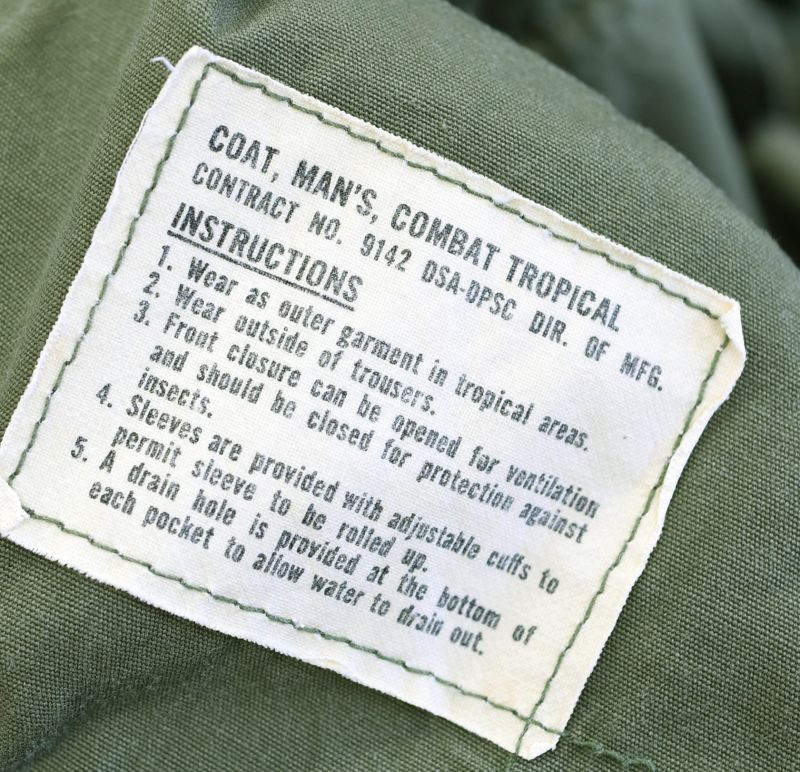 COAT, MAN'S, COMBAT TROPICAL
CONTRACT NO. 9142 DSA-DPSC DIR. OF MFG.
INSTRUCTIONS
1. Wear as outer garment in tropical areas.
2. Wear outside of trousers.
3. Front closure can be opened for ventilation
and should be closed for protection against
insects.
4. Sleeves are provided with adjustable cuffs to
permit sleeve to be rolled up.
5. A drain hole is provided at the bottom of
each pocket to allow water to drain out.